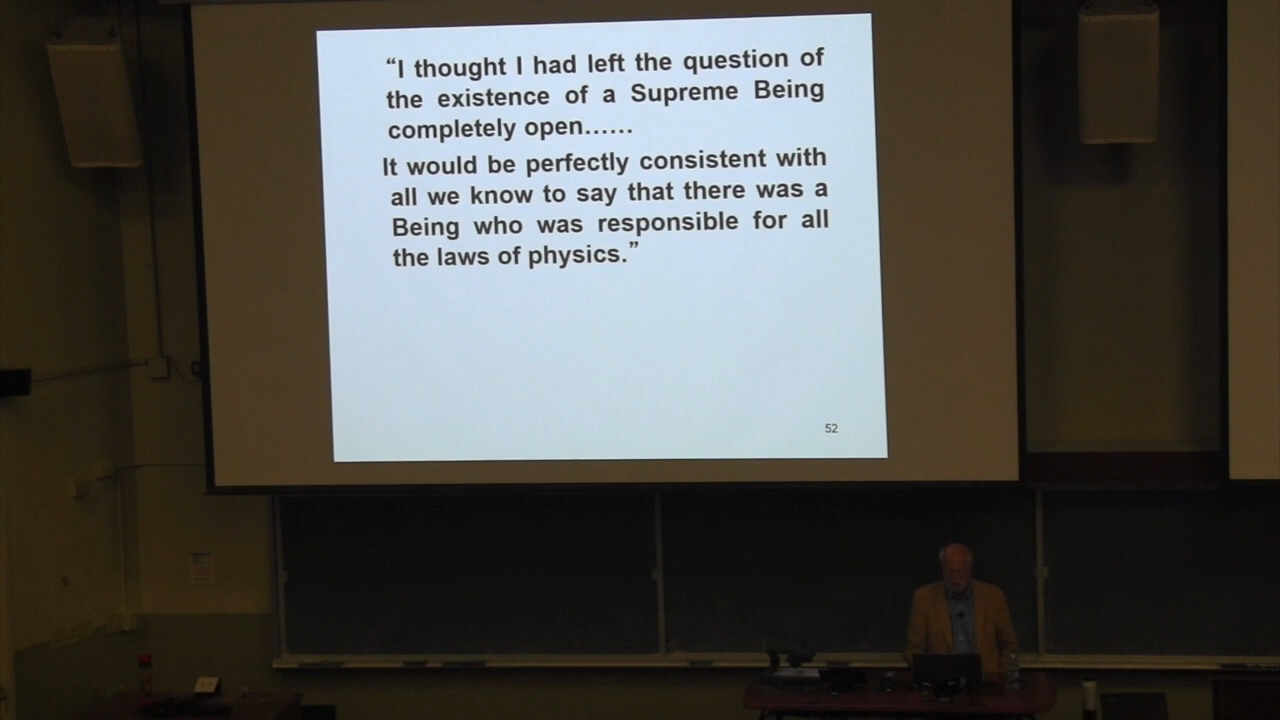 “I thought I had left the question of
the existence of a Supreme Being
completely open……
It would be perfectly consistent with
all we know to say that there was a
Being who was responsible for all
the laws of physics.”
52